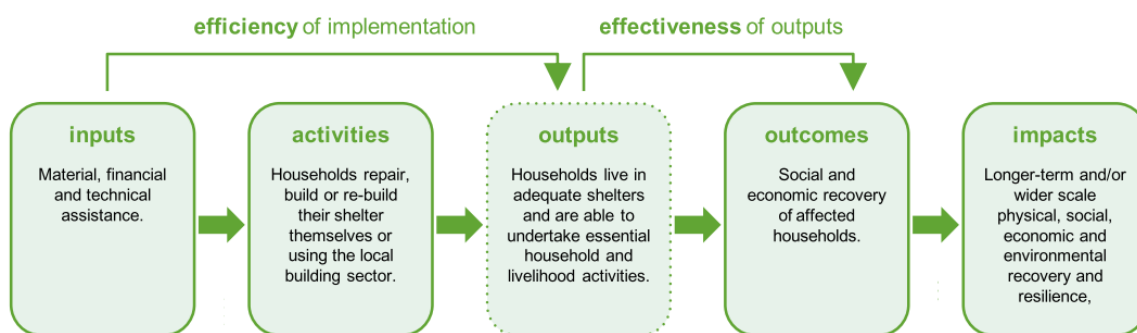 efficiency of implementation
effectiveness of outputs
inputs
Material, financial
and technical
assistance.
activities
Households repair,
build or re-build
their shelter
themselves or
using the local
building sector.
outputs
Households live in
adequate shelters
and are able to
undertake essential
household and
livelihood activities.
outcomes
Social and
economic recovery
of affected
households.
impacts
Longer-term and/or
wider scale
physical, social,
economic and
environmental
recovery and
resilience,